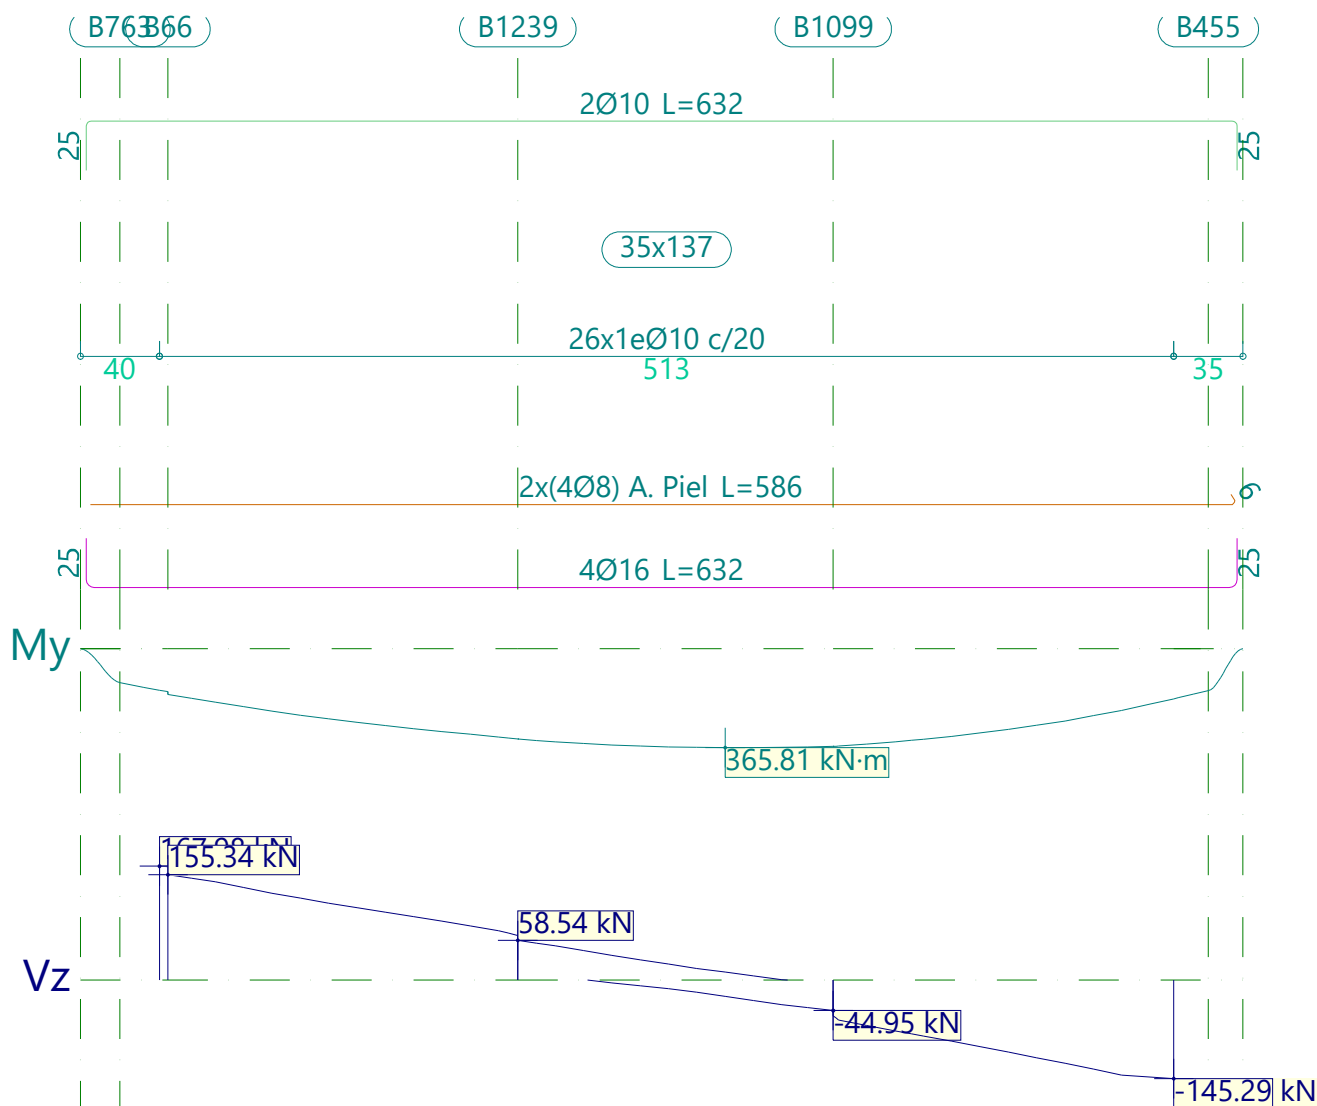 B763 B66 B1239 B1099 B455
2Ø10 L=632
25 25
35x137
26x1eØ10 c/20
40 513 35
2x(4Ø8) A. Piel L=586
9
4Ø16 L=632
25 25
My
365.81 kN·m
155.34 kN
58.54 kN
Vz
-44.95 kN
-145.29 kN